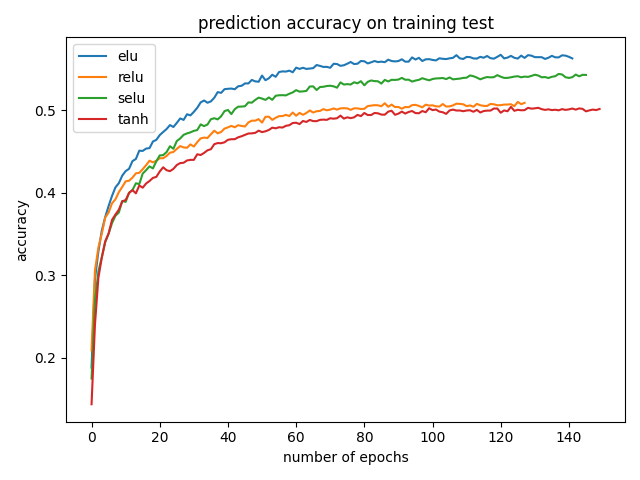 prediction accuracy on training test
elu
relu
selu
tanh
accuracy
0.5
0.4
0.3
0.2
0 20 40 60 80 100 120 140
number of epochs